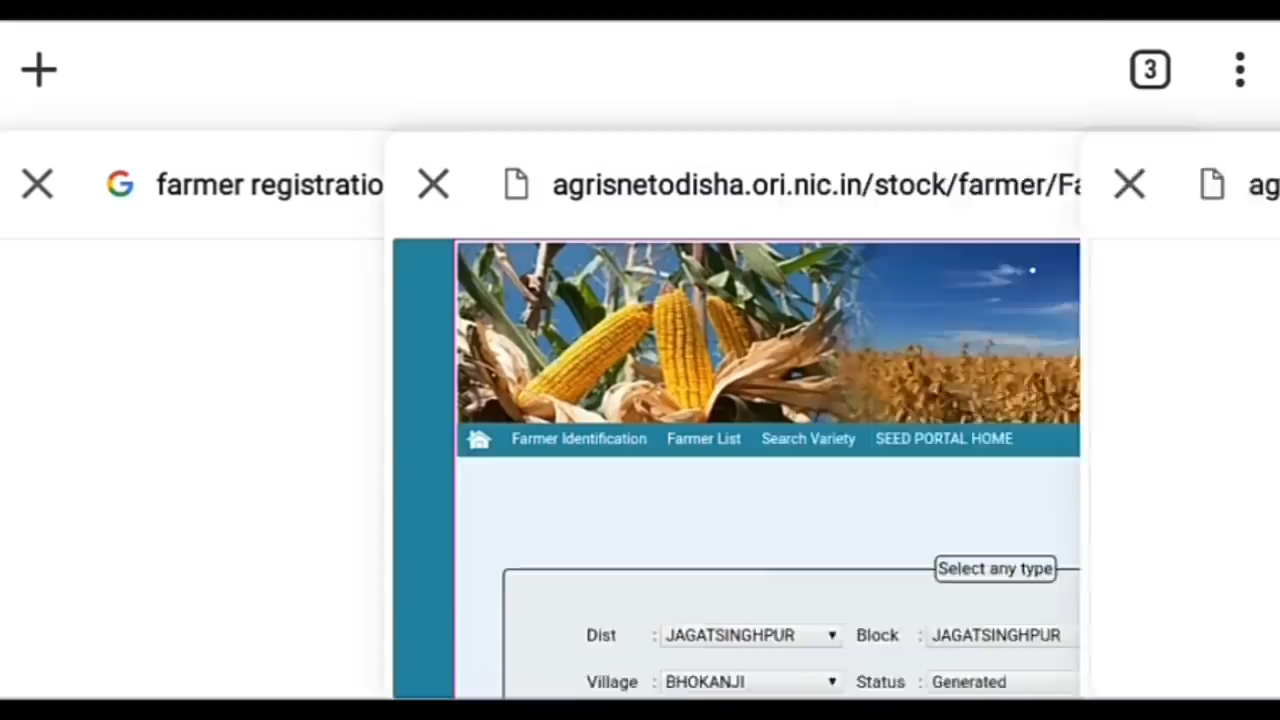 3
farmer registratio
agrisnetodisha.ori.nic.in/stock/farmer/Fa
ag
Farmer Identification Farmer List Search Variety SEED PORTAL HOME
Select any type
Dist : JAGATSINGHPUR Block : JAGATSINGHPUR
Village : BHOKANJI Status : Generated